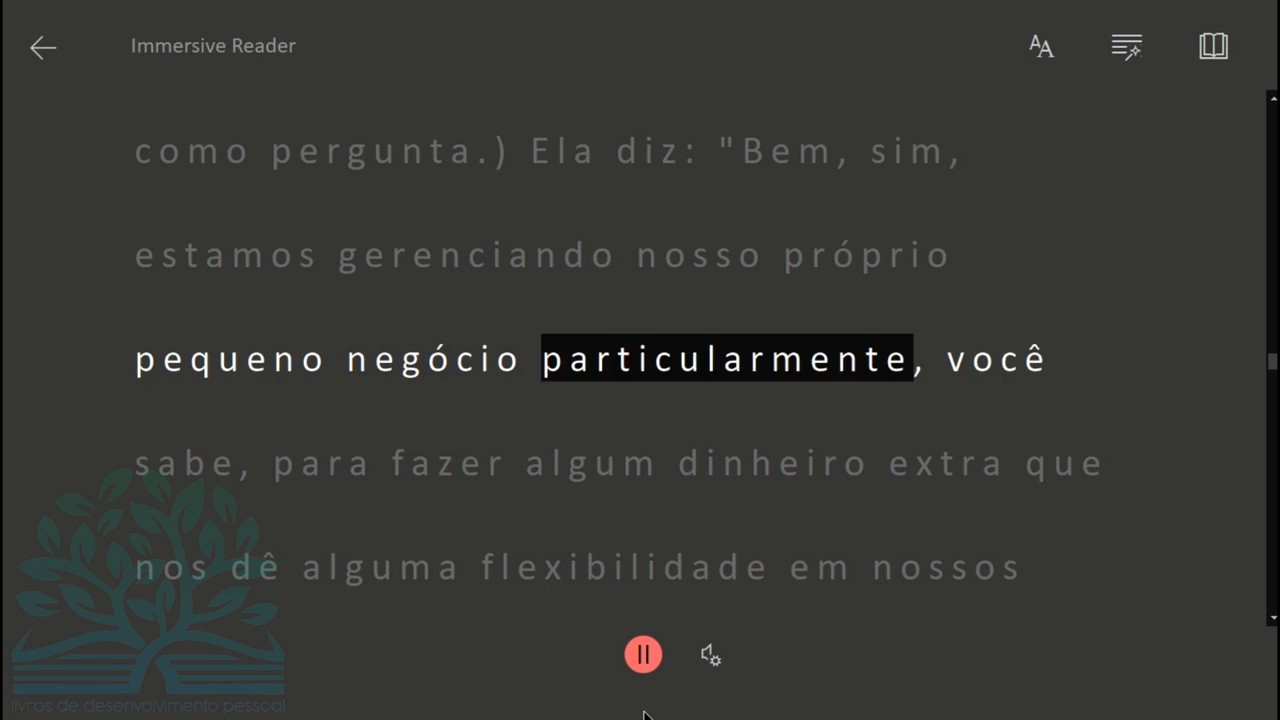 Immersive Reader
como pergunta.) Ela diz: "Bem, sim,
estamos gerenciando nosso próprio
pequeno negócio particularmente, você
sabe, para fazer algum dinheiro extra que
nos dê alguma flexibilidade em nossos
livros de desenvolvimento pessoal